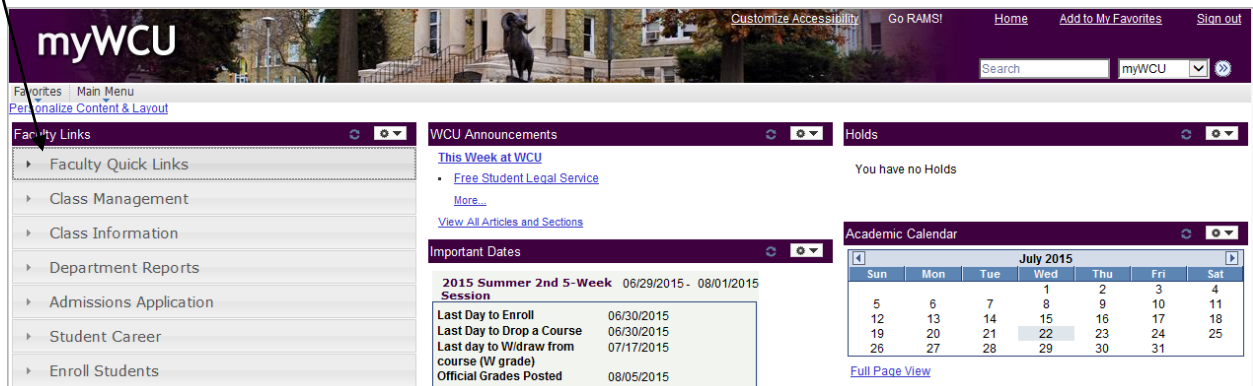 Customize Accessibility Go RAMS! Home Add to My Favorites Sign out
myWCU
Search myWCU
Favorites Main Menu
Personalize Content & Layout
Faculty Links
Faculty Quick Links
Class Management
Class Information
Department Reports
Admissions Application
Student Career
Enroll Students
WCU Announcements
This Week at WCU
Free Student Legal Service
More...
View All Articles and Sections
Important Dates
2015 Summer 2nd 5-Week 06/29/2015 - 08/01/2015
Session
Last Day to Enroll 06/30/2015
Last Day to Drop a Course 06/30/2015
Last day to W/draw from 07/17/2015
course (W grade)
Official Grades Posted 08/05/2015
Holds
You have no Holds
Academic Calendar
July 2015
Sun Mon Tue Wed Thu Fri Sat
1 2 3 4
5 6 7 8 9 10 11
12 13 14 15 16 17 18
19 20 21 22 23 24 25
26 27 28 29 30 31
Full Page View